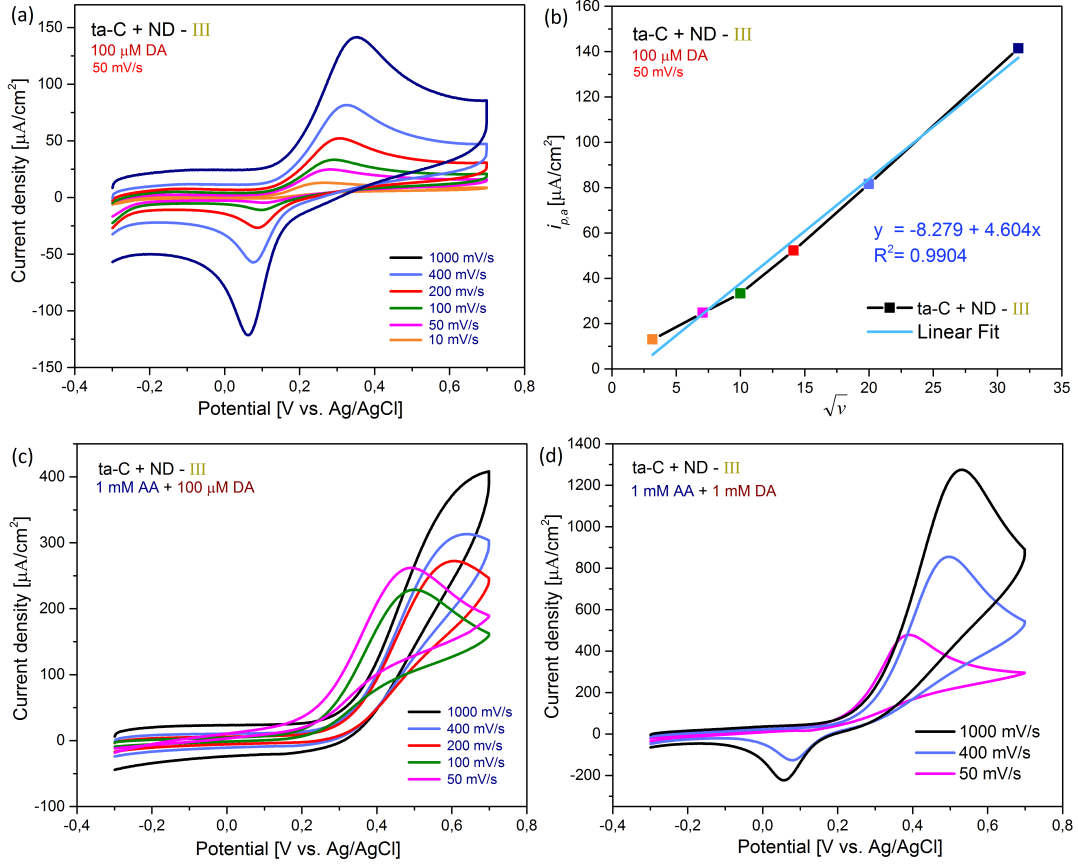 (a)
ta-C + ND - III
100 μM DA
50 mV/s
Current density [μA/cm²]
150
100
50
0
-50
-100
-150
-0,4
-0,2
0,0
0,2
0,4
0,6
0,8
Potential [V vs. Ag/AgCl]
1000 mV/s
400 mV/s
200 mV/s
100 mV/s
50 mV/s
10 mV/s
(b)
ta-C + ND - III
100 μM DA
50 mV/s
i_{p,a} [μA/cm²]
160
140
120
100
80
60
40
20
0
0
5
10
15
20
25
30
35
√v
y = -8.279 + 4.604x
R²= 0.9904
ta-C + ND - III
Linear Fit
(c)
ta-C + ND - III
1 mM AA + 100 μM DA
Current density [μA/cm²]
400
300
200
100
0
-100
-0,4
-0,2
0,0
0,2
0,4
0,6
0,8
Potential [V vs. Ag/AgCl]
1000 mV/s
400 mV/s
200 mv/s
100 mV/s
50 mV/s
(d)
ta-C + ND - III
1 mM AA + 1 mM DA
Current density [μA/cm²]
1400
1200
1000
800
600
400
200
0
-200
-0,4
-0,2
0,0
0,2
0,4
0,6
0,8
Potential [V vs. Ag/AgCl]
1000 mV/s
400 mV/s
50 mV/s